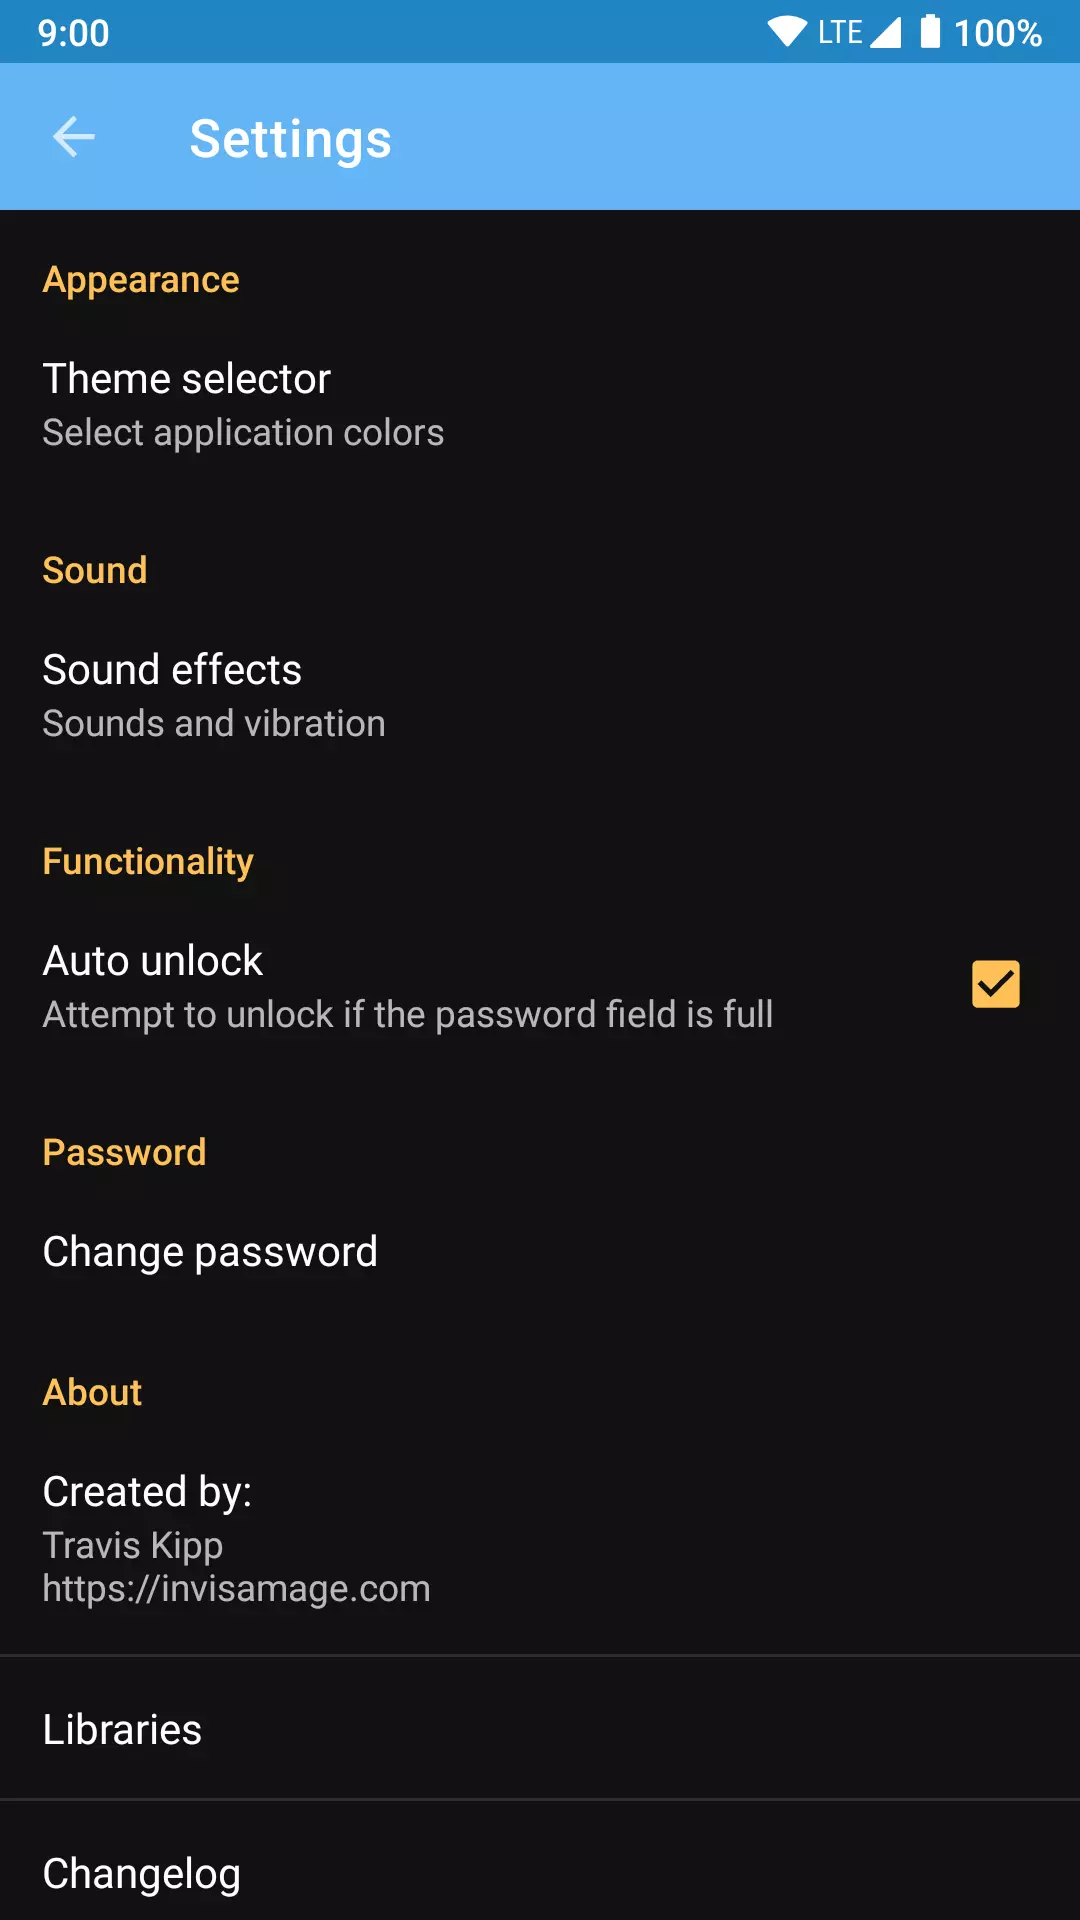 9:00 LTE 100%
Settings
Appearance
Theme selector
Select application colors
Sound
Sound effects
Sounds and vibration
Functionality
Auto unlock
Attempt to unlock if the password field is full
Password
Change password
About
Created by:
Travis Kipp
https://invisamage.com
Libraries
Changelog